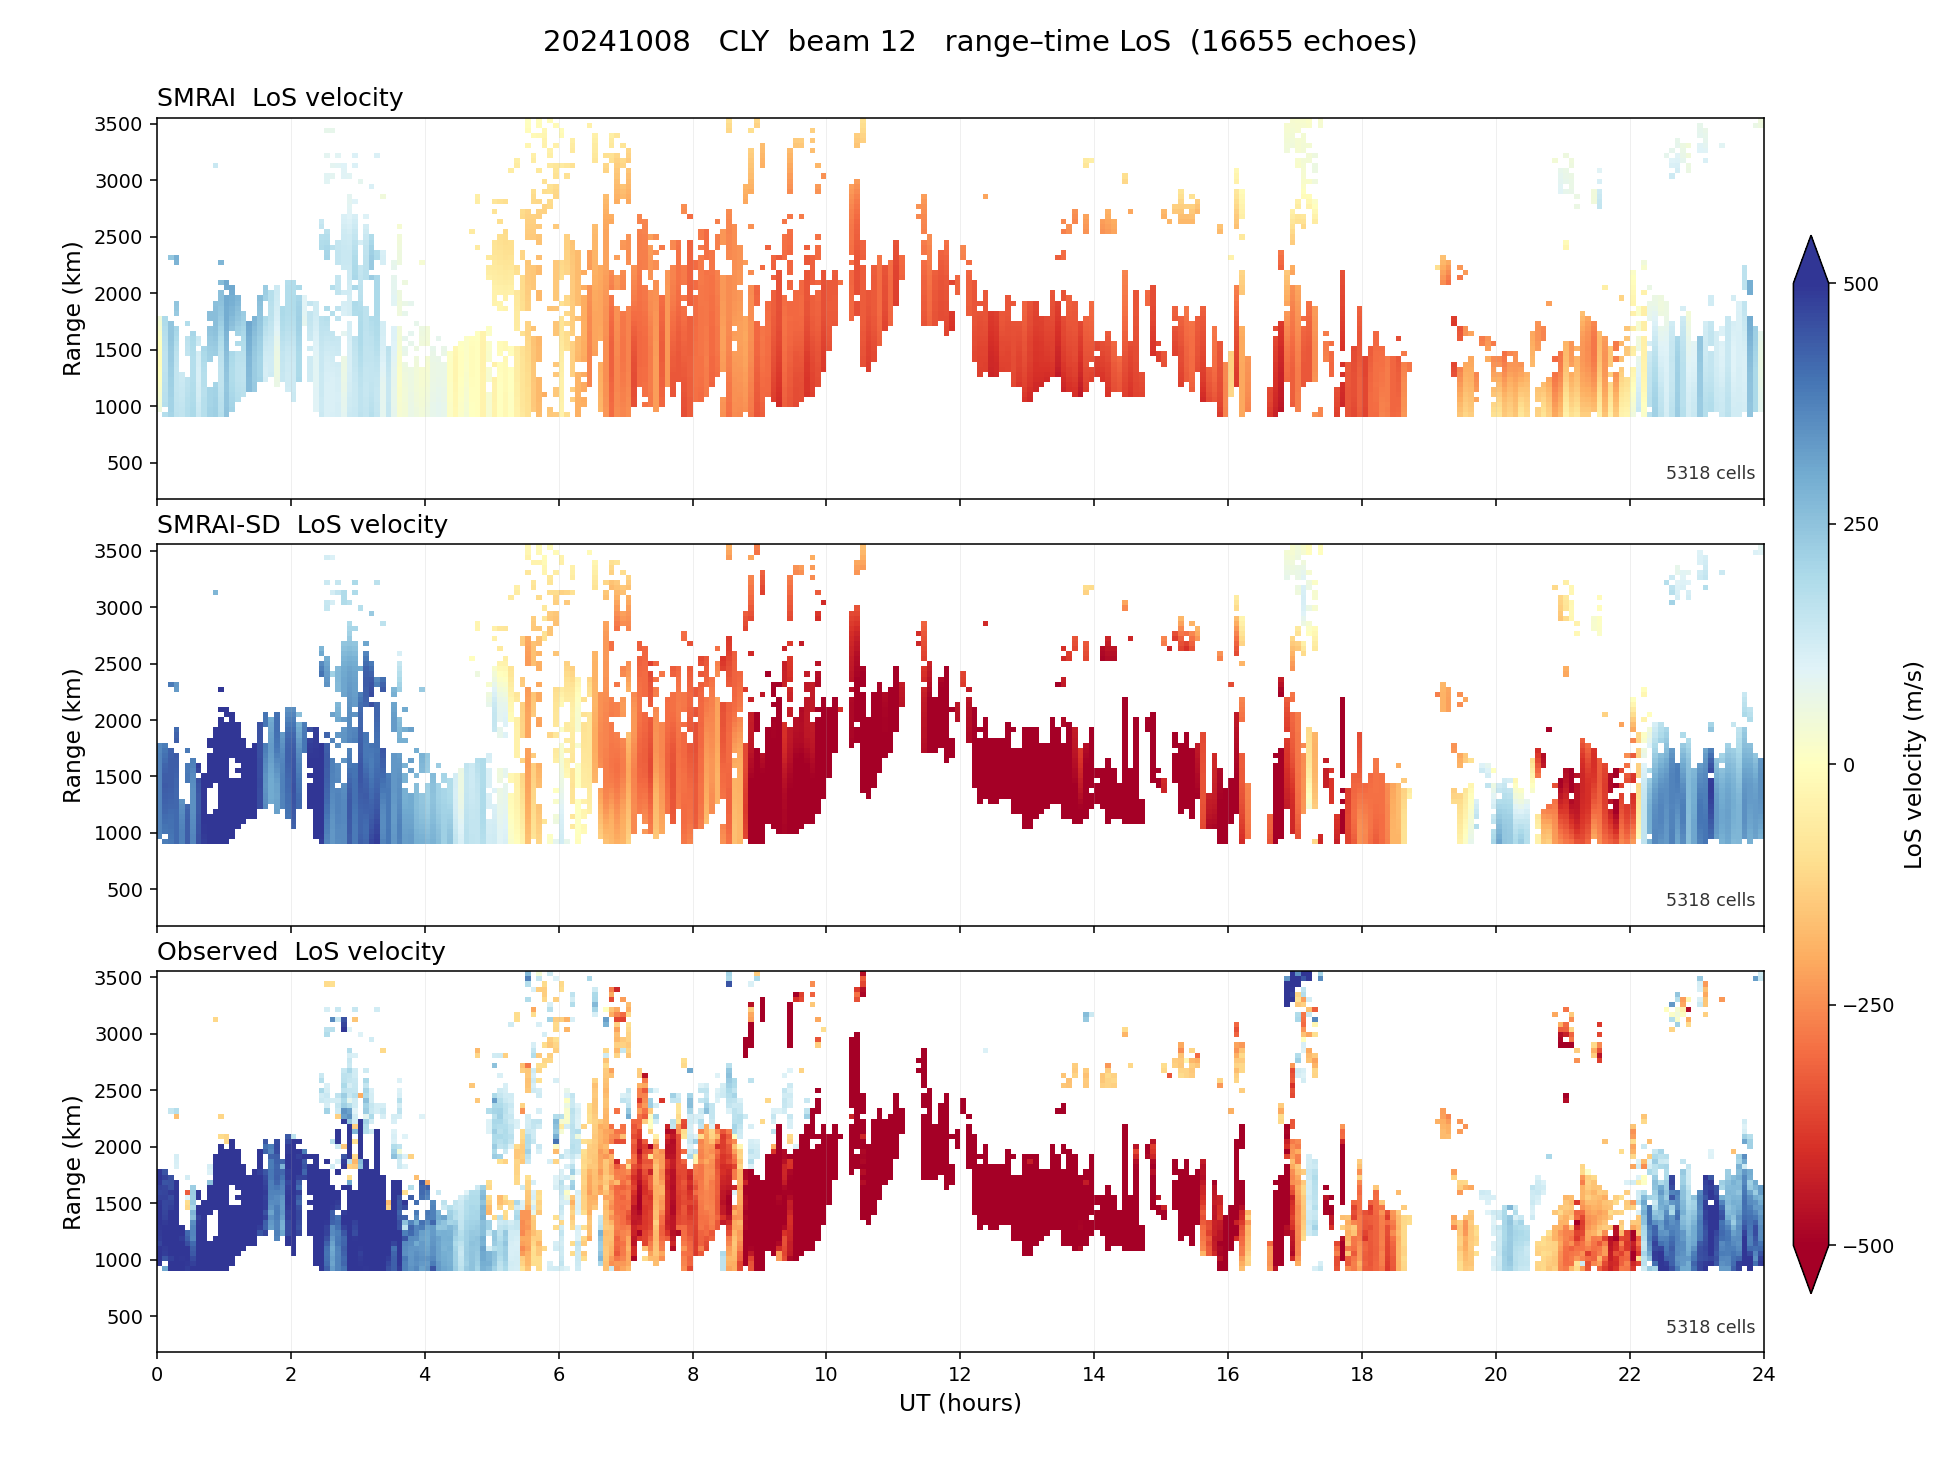 20241008   CLY  beam 12   range–time LoS  (16655 echoes)
SMRAI  LoS velocity
3500
3000
2500
2000
1500
1000
500
Range (km)
5318 cells
SMRAI-SD  LoS velocity
3500
3000
2500
2000
1500
1000
500
Range (km)
5318 cells
Observed  LoS velocity
3500
3000
2500
2000
1500
1000
500
Range (km)
5318 cells
0 2 4 6 8 10 12 14 16 18 20 22 24
UT (hours)
500
250
0
−250
−500
LoS velocity (m/s)